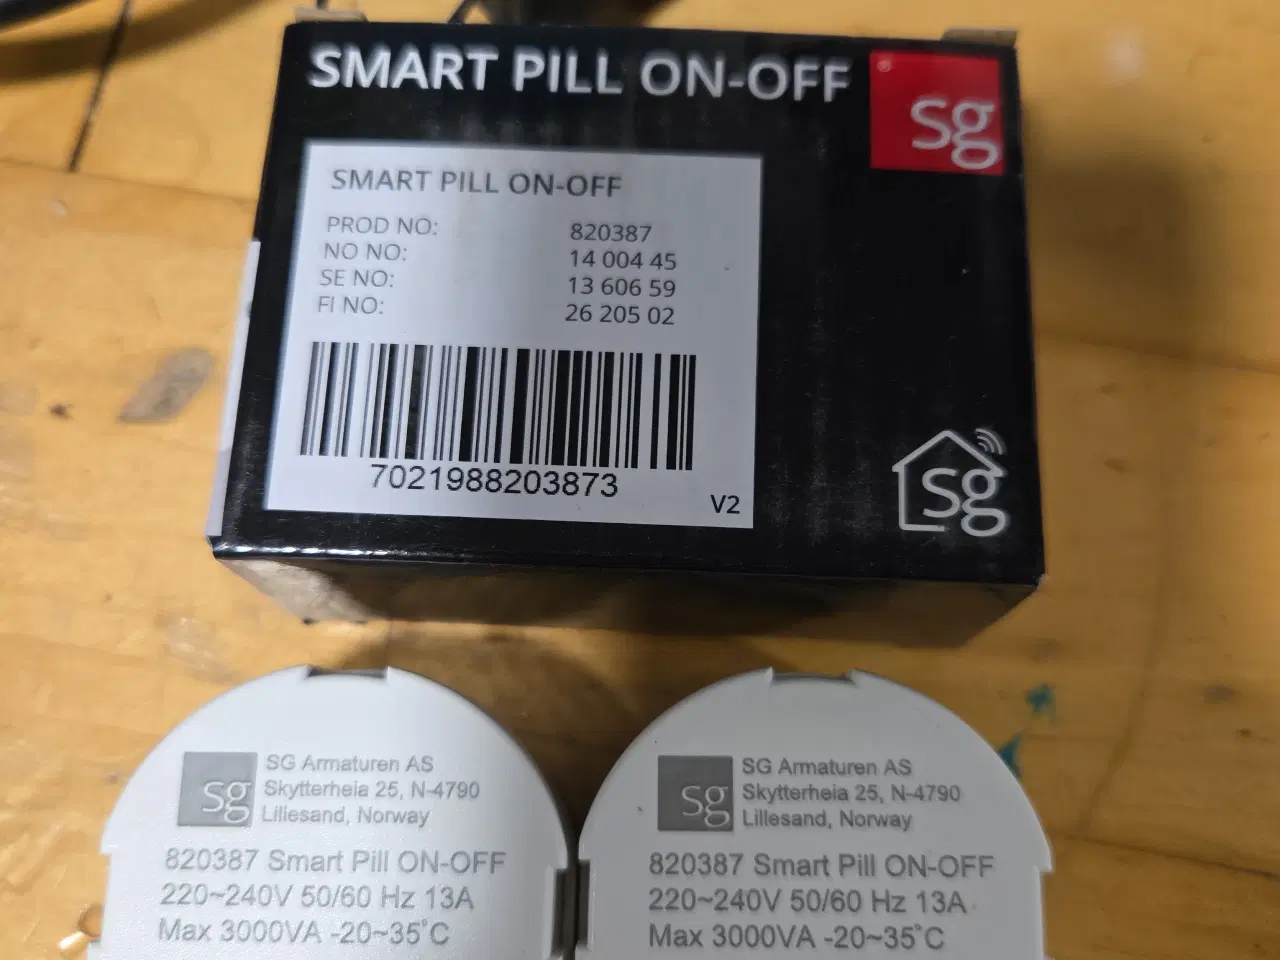 SMART PILL ON-OFF
® sg
SMART PILL ON-OFF
PROD NO: 820387
NO NO: 14 004 45
SE NO: 13 606 59
FI NO: 26 205 02
7021988203873
V2
sg
sg SG Armaturen AS
Skytterheia 25, N-4790
Lillesand, Norway
820387 Smart Pill ON-OFF
220~240V 50/60 Hz 13A
Max 3000VA -20~35°C
sg SG Armaturen AS
Skytterheia 25, N-4790
Lillesand, Norway
820387 Smart Pill ON-OFF
220~240V 50/60 Hz 13A
Max 3000VA -20~35°C